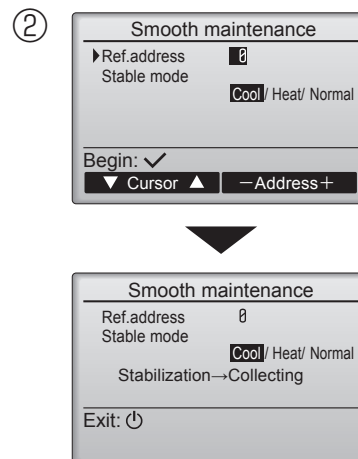 ②
Smooth maintenance
Ref.address 0
Stable mode
Cool / Heat/ Normal
Begin: ✓
▼ Cursor ▲ －Address＋
Smooth maintenance
Ref.address 0
Stable mode
Cool / Heat/ Normal
Stabilization→Collecting
Exit: ⏻